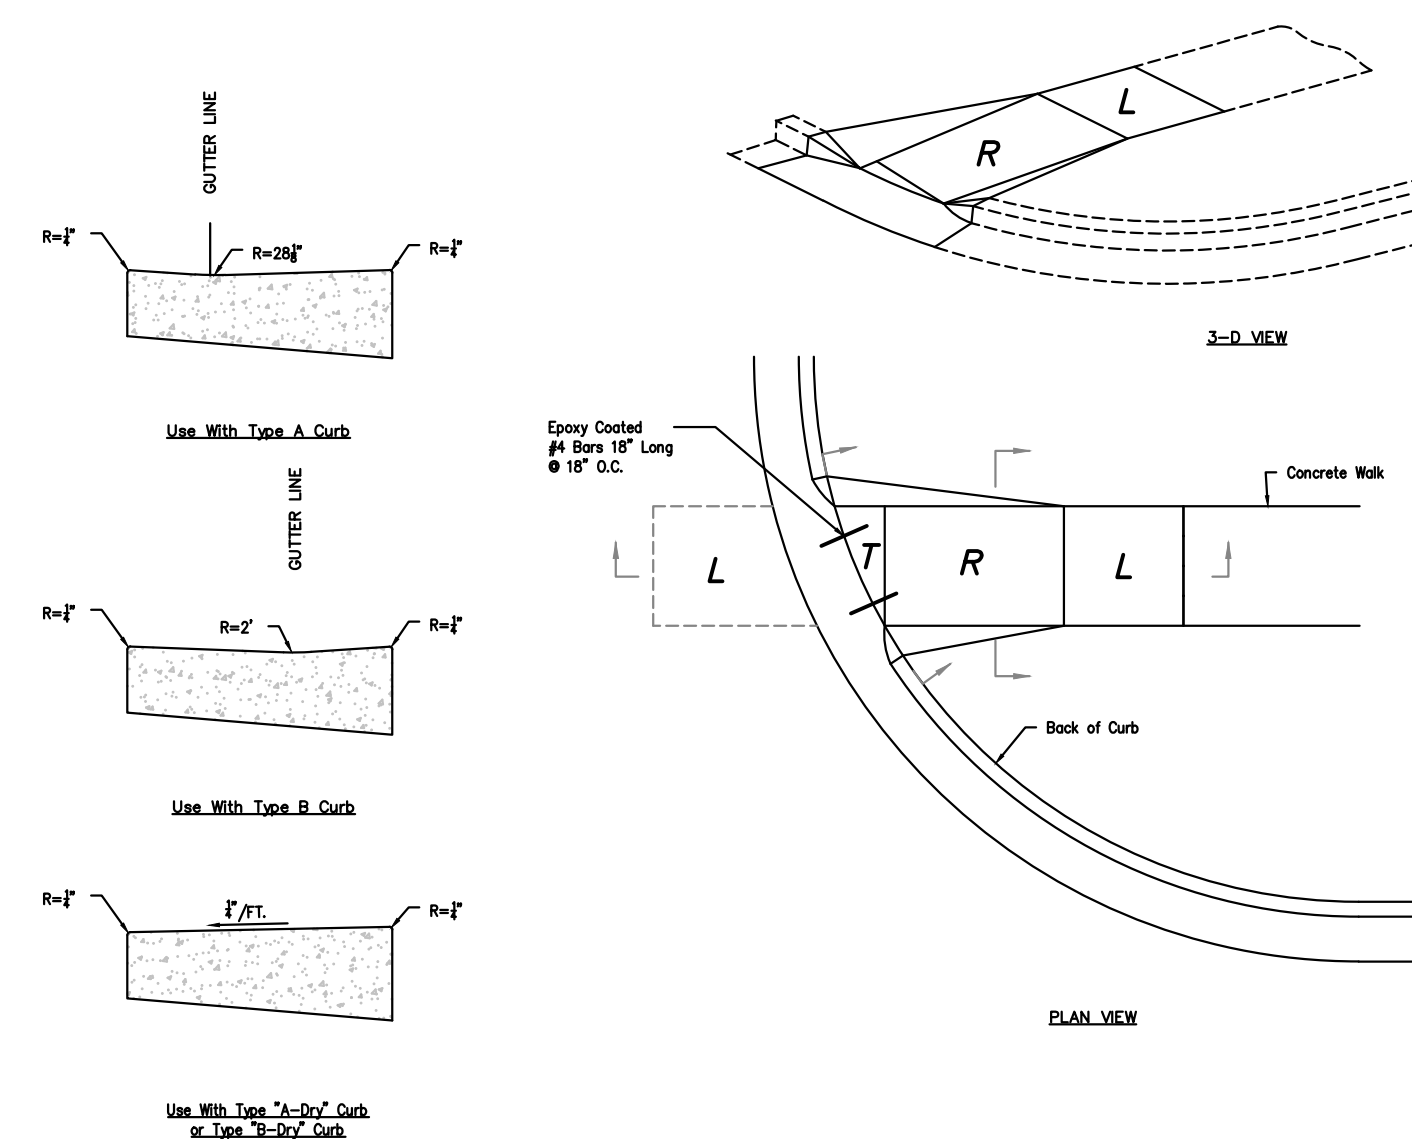 GUTTER LINE
R=1/4"
R=28 1/8"
R=1/4"
Use With Type A Curb
GUTTER LINE
R=1/4"
R=2'
R=1/4"
Use With Type B Curb
R=1/4"
1/4"/FT.
R=1/4"
Use With Type "A-Dry" Curb
or Type "B-Dry" Curb
L
R
3-D VIEW
Epoxy Coated
#4 Bars 18" Long
@ 18" O.C.
Concrete Walk
L
T
R
L
Back of Curb
PLAN VIEW